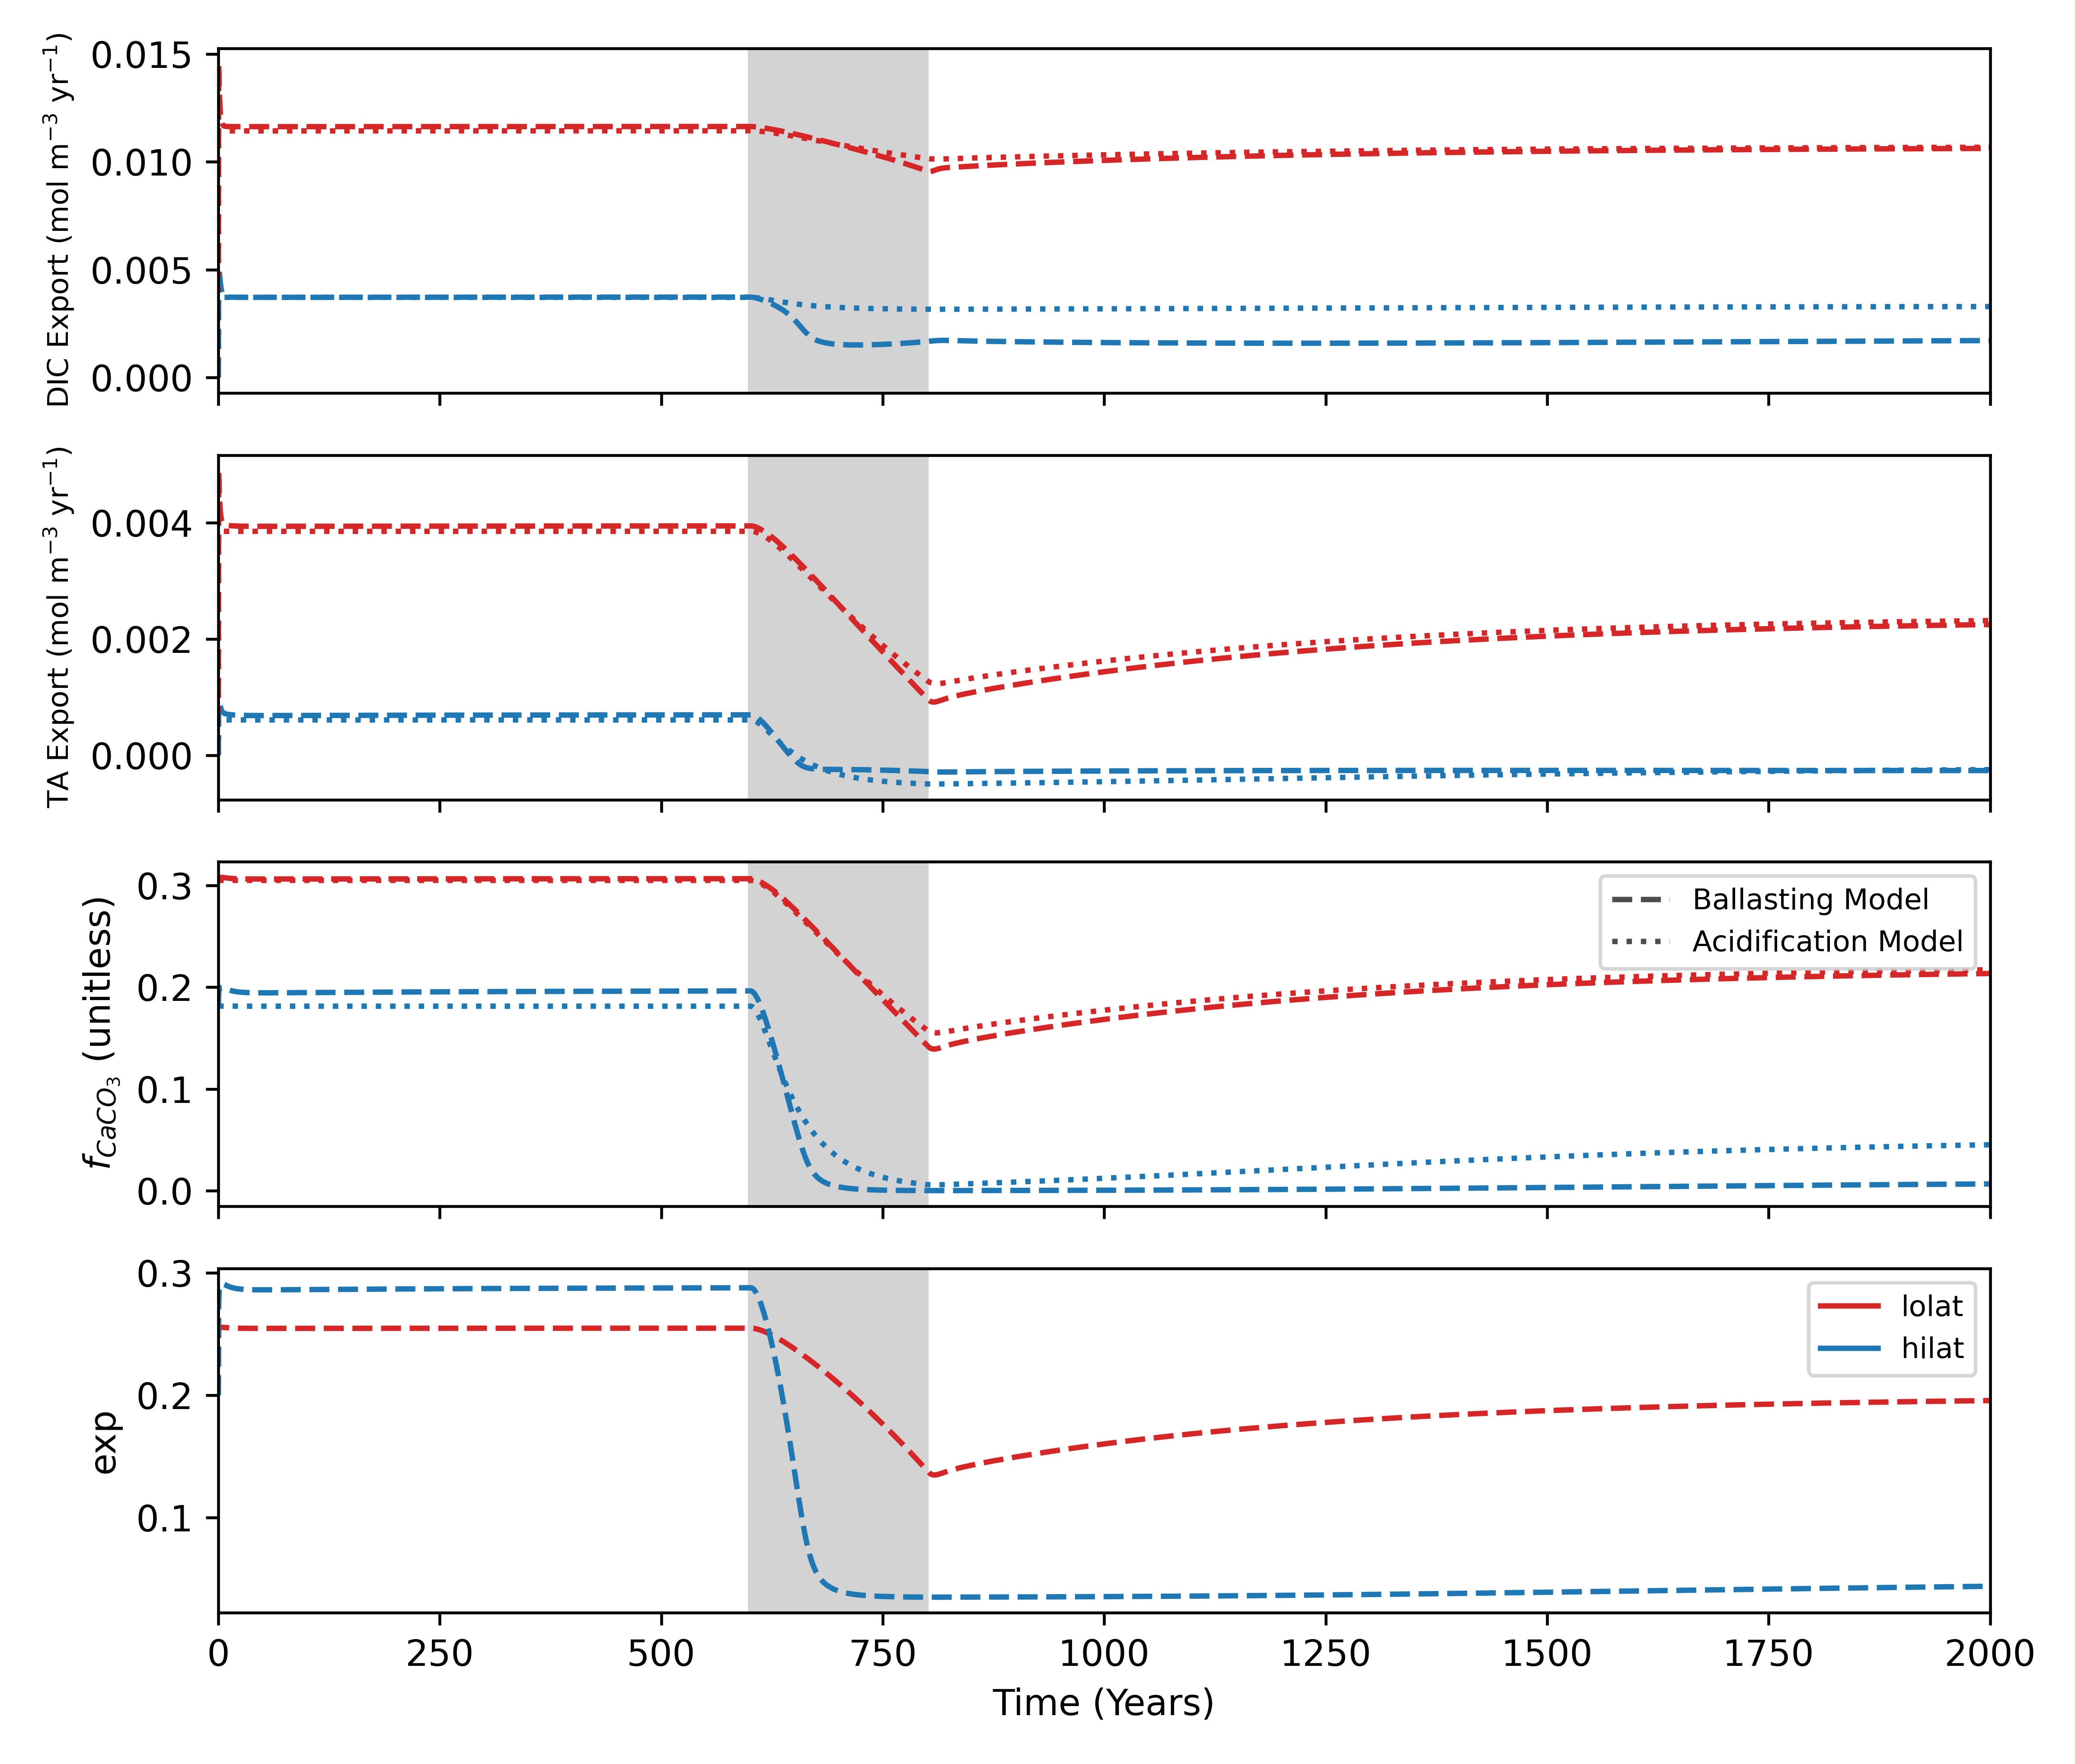 DIC Export (mol m⁻³ yr⁻¹)
0.015
0.010
0.005
0.000
TA Export (mol m⁻³ yr⁻¹)
0.004
0.002
0.000
f_CaCO₃ (unitless)
0.3
0.2
0.1
0.0
Ballasting Model
Acidification Model
exp
0.3
0.2
0.1
lolat
hilat
0 250 500 750 1000 1250 1500 1750 2000
Time (Years)